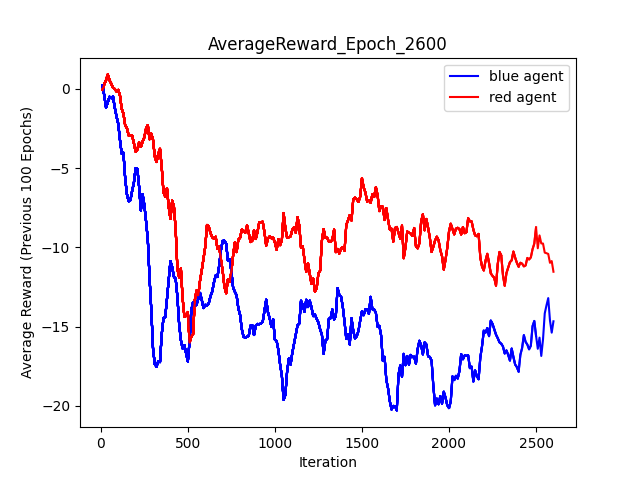 AverageReward_Epoch_2600
blue agent
red agent
Average Reward (Previous 100 Epochs)
0
−5
−10
−15
−20
0
500
1000
1500
2000
2500
Iteration